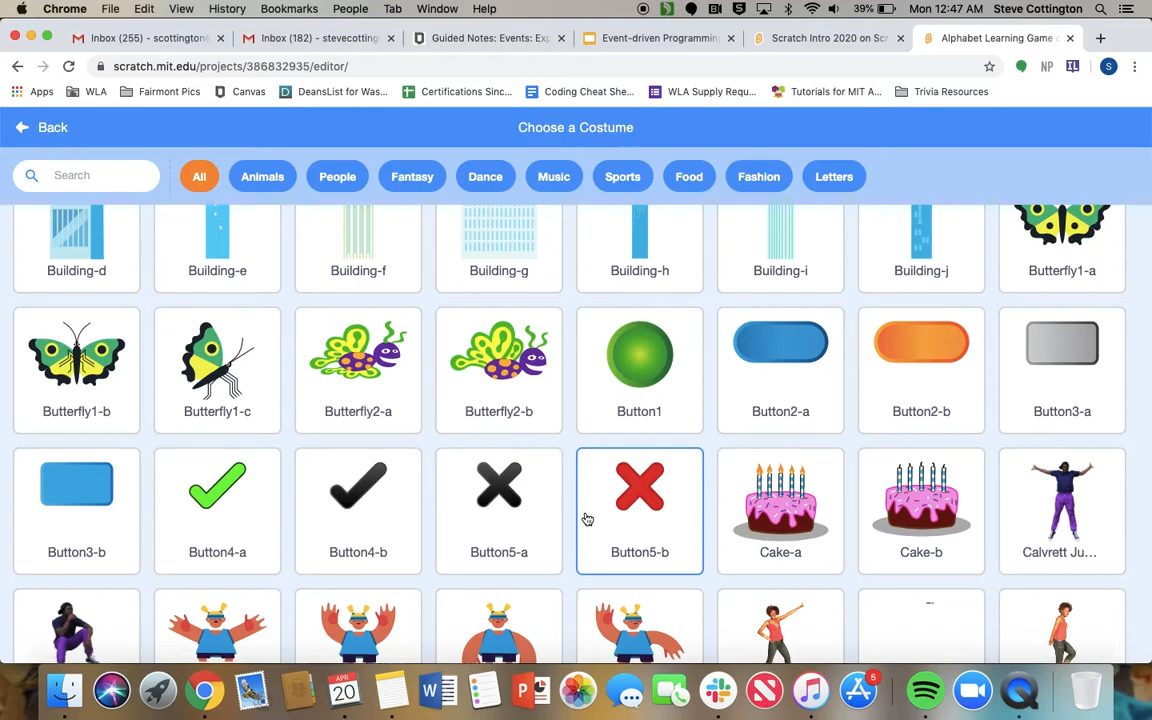 Chrome File Edit View History Bookmarks People Tab Window Help 39% Mon 12:47 AM Steve Cottington
Inbox (255) - scottington@ Inbox (182) - stevecotting Guided Notes: Events: Exp Event-driven Programming Scratch Intro 2020 on Scr Alphabet Learning Game
scratch.mit.edu/projects/386832935/editor/ NP IL S
Apps WLA Fairmont Pics Canvas DeansList for Was... Certifications Sinc... Coding Cheat She... WLA Supply Requ... Tutorials for MIT A... Trivia Resources
Back Choose a Costume
Search All Animals People Fantasy Dance Music Sports Food Fashion Letters
Building-d Building-e Building-f Building-g Building-h Building-i Building-j Butterfly1-a
Butterfly1-b Butterfly1-c Butterfly2-a Butterfly2-b Button1 Button2-a Button2-b Button3-a
Button3-b Button4-a Button4-b Button5-a Button5-b Cake-a Cake-b Calvrett Ju...
APR
20
5